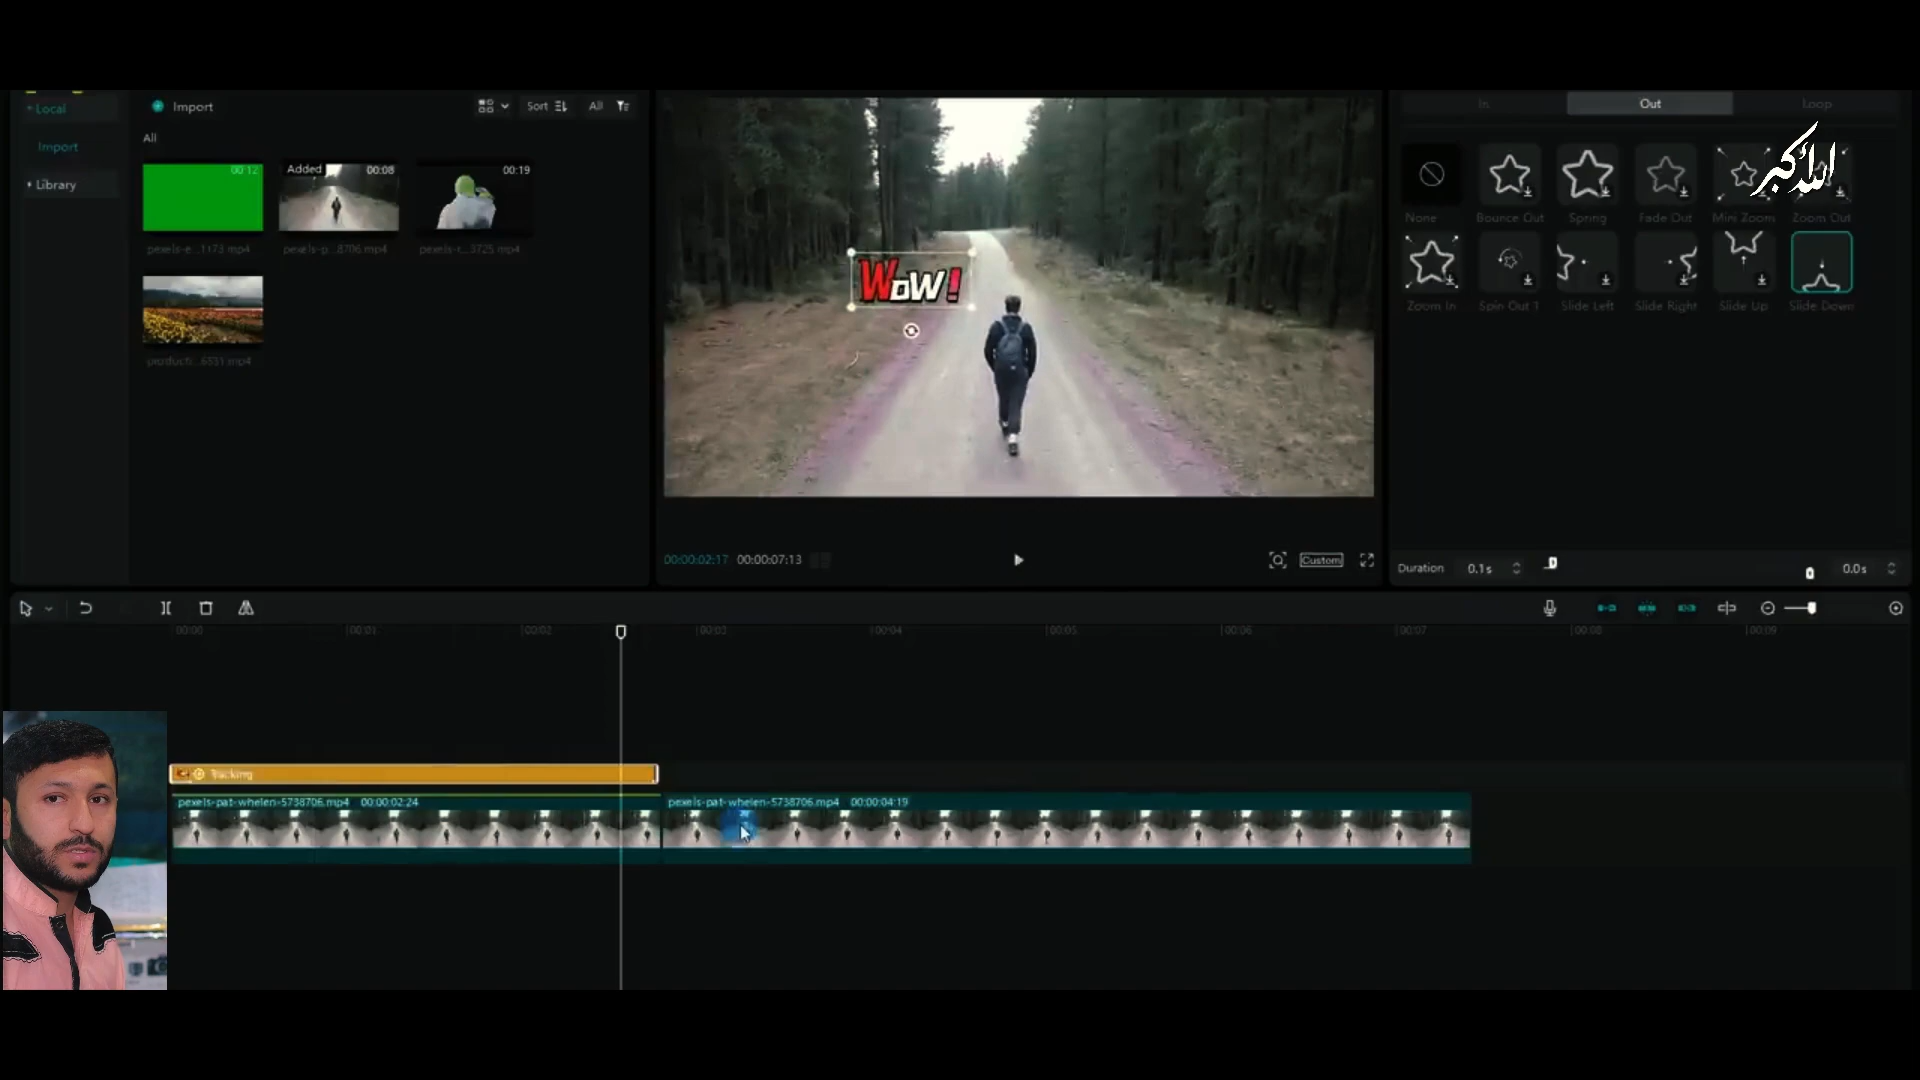 Local
Import
Sort
All
In
Out
Loop
Import
All
Library
الله أكبر
00:12
Added
00:08
00:19
None
Bounce Out
Spring
Fade Out
Mini Zoom
Zoom Out
pexels-e...1173.mp4
pexels-p...8706.mp4
pexels-r...3725.mp4
WoW!
Zoom In
Spin Out 1
Slide Left
Slide Right
Slide Up
Slide Down
producti...6531.mp4
00:00:02:17
00:00:07:13
Custom
Duration
0.1s
0.0s
00:00
00:01
00:02
00:03
00:04
00:05
00:06
00:07
00:08
00:09
Tracking
pexels-pat-whelen-5738706.mp4 00:00:02:24
pexels-pat-whelen-5738706.mp4 00:00:04:19